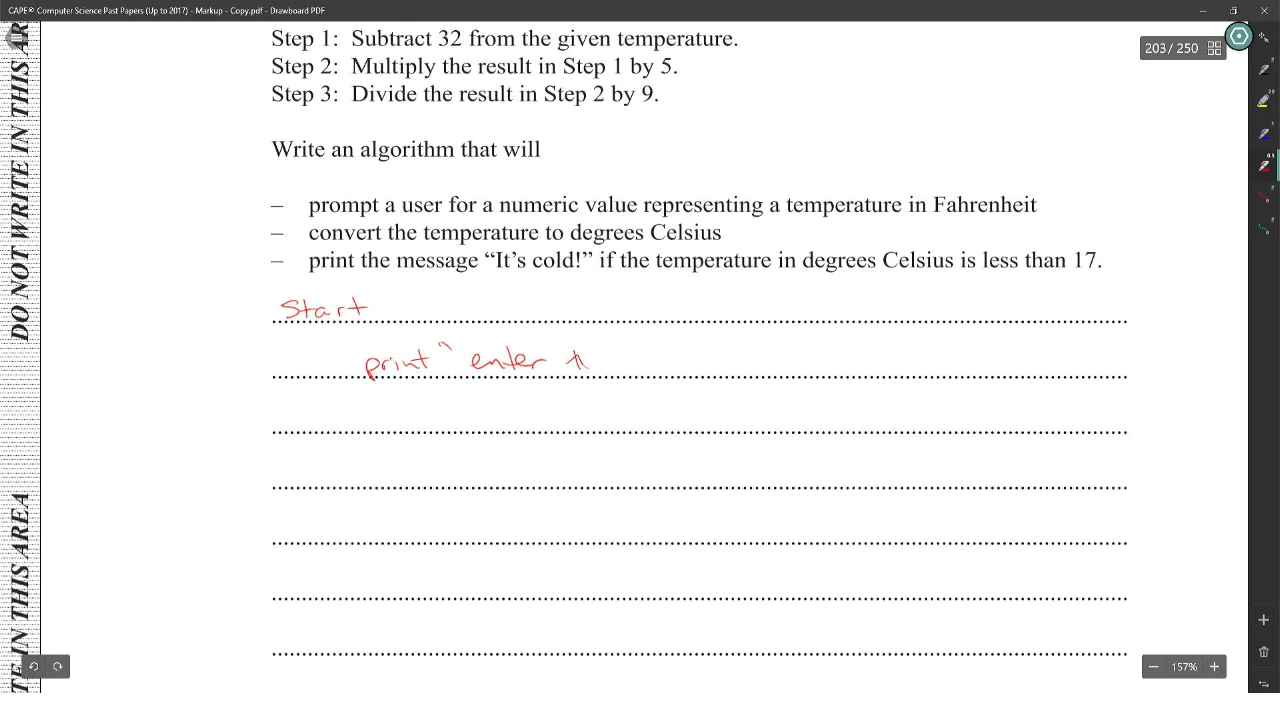 CAPE® Computer Science Past Papers (Up to 2017) - Markup - Copy.pdf - Drawboard PDF
203 / 250
DO NOT WRITE IN THIS AR
Step 1: Subtract 32 from the given temperature.
Step 2: Multiply the result in Step 1 by 5.
Step 3: Divide the result in Step 2 by 9.
Write an algorithm that will
– prompt a user for a numeric value representing a temperature in Fahrenheit
– convert the temperature to degrees Celsius
– print the message “It’s cold!” if the temperature in degrees Celsius is less than 17.
Start
print " enter
TE IN THIS AREA
157%